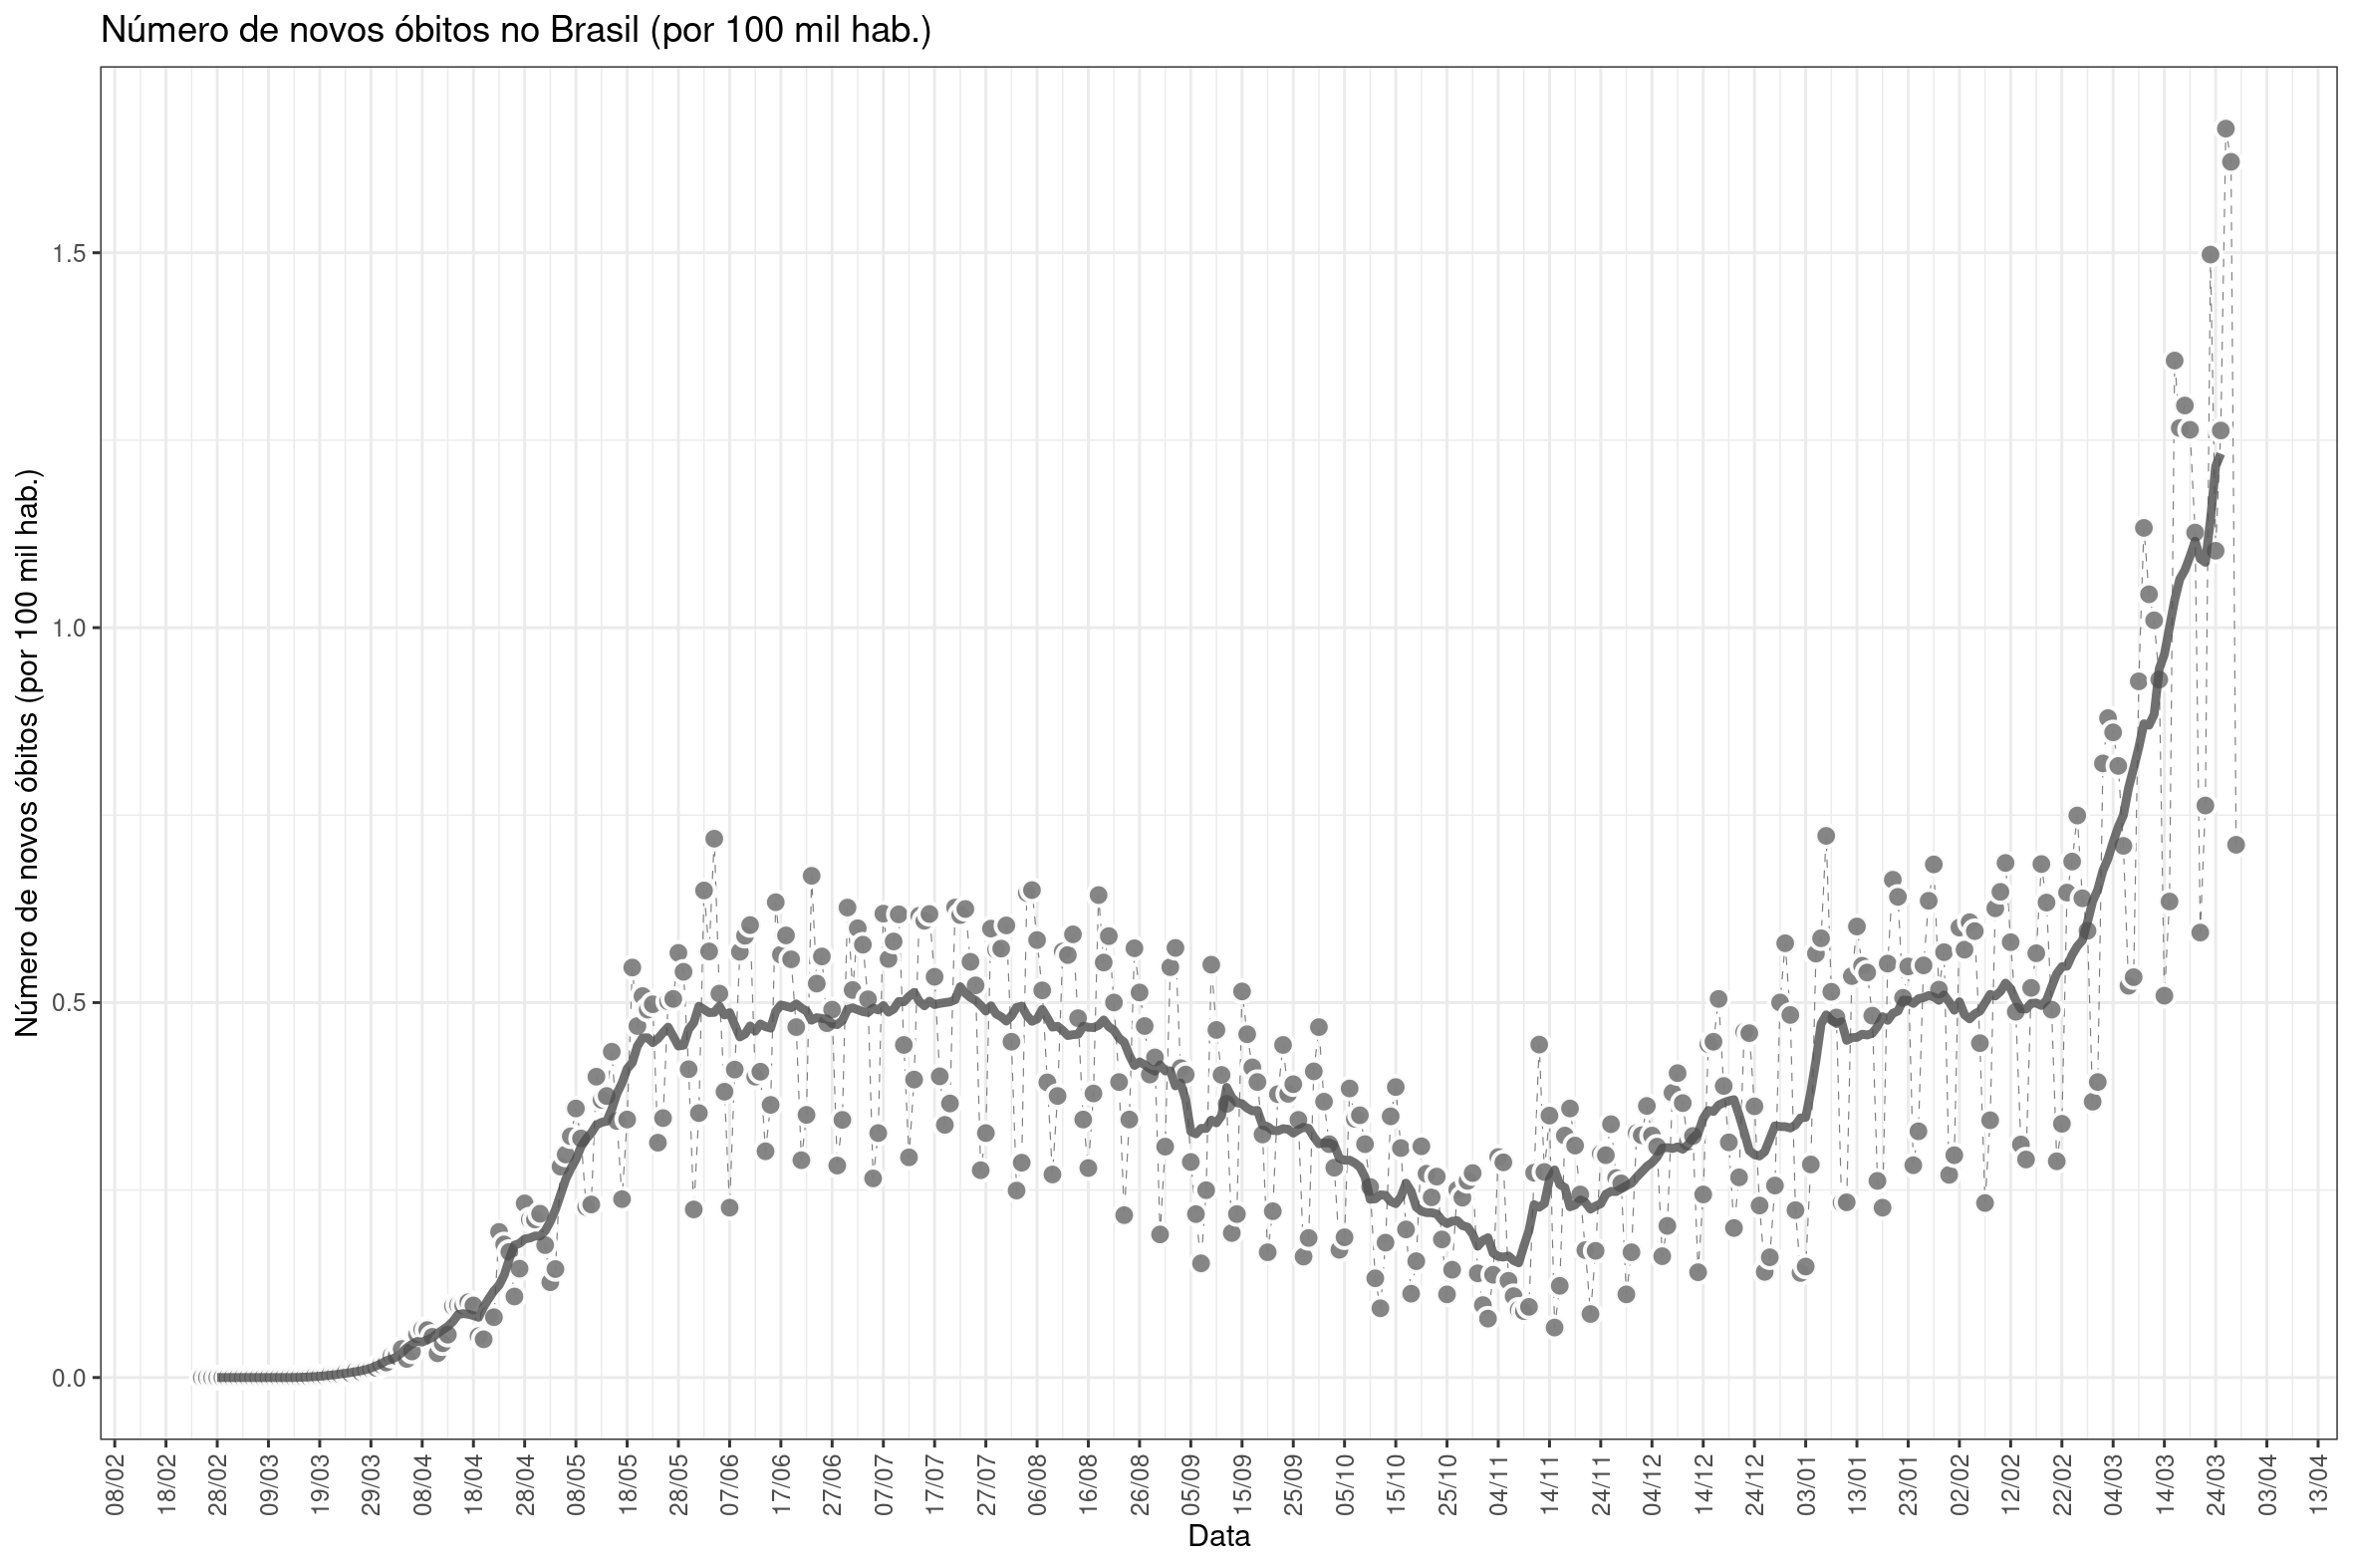 Número de novos óbitos no Brasil (por 100 mil hab.)
Número de novos óbitos (por 100 mil hab.)
1.5
1.0
0.5
0.0
08/02 18/02 28/02 09/03 19/03 29/03 08/04 18/04 28/04 08/05 18/05 28/05 07/06 17/06 27/06 07/07 17/07 27/07 06/08 16/08 26/08 05/09 15/09 25/09 05/10 15/10 25/10 04/11 14/11 24/11 04/12 14/12 24/12 03/01 13/01 23/01 02/02 12/02 22/02 04/03 14/03 24/03 03/04 13/04
Data